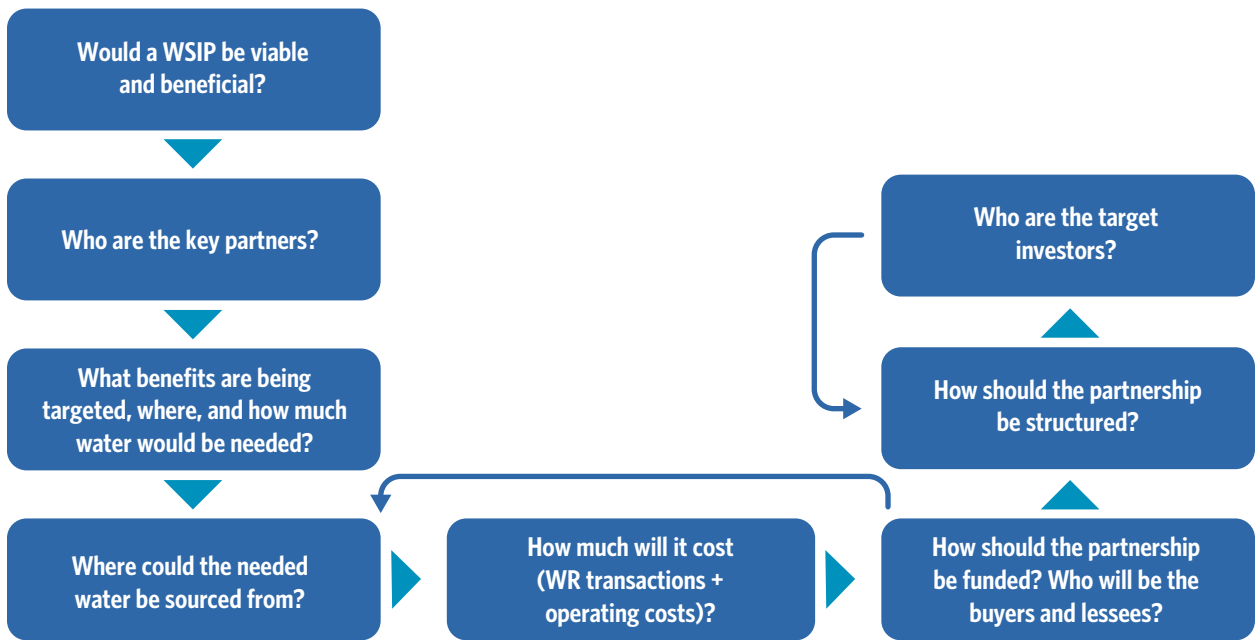 Would a WSIP be viable
and beneficial?
Who are the key partners?
What benefits are being
targeted, where, and how much
water would be needed?
Where could the needed
water be sourced from?
How much will it cost
(WR transactions +
operating costs)?
How should the partnership
be funded? Who will be the
buyers and lessees?
How should the partnership
be structured?
Who are the target
investors?